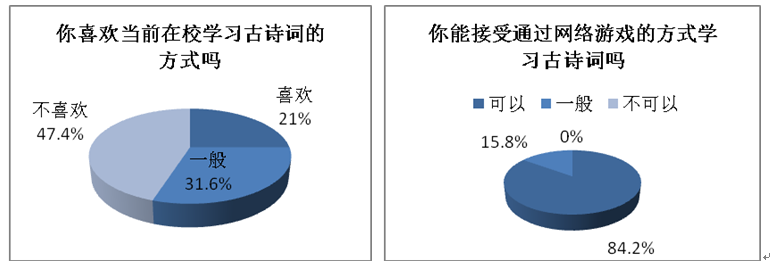 你喜欢当前在校学习古诗词的
方式吗
不喜欢
47.4%
喜欢
21%
一般
31.6%
你能接受通过网络游戏的方式学
习古诗词吗
可以 一般 不可以
15.8%
0%
84.2%